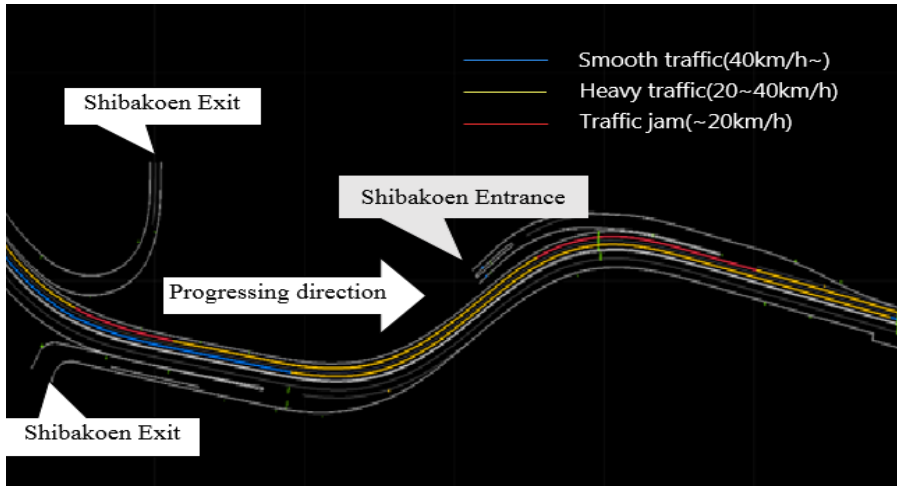 Smooth traffic(40km/h~)
Heavy traffic(20~40km/h)
Traffic jam(~20km/h)
Shibakoen Exit
Shibakoen Entrance
Progressing direction
Shibakoen Exit